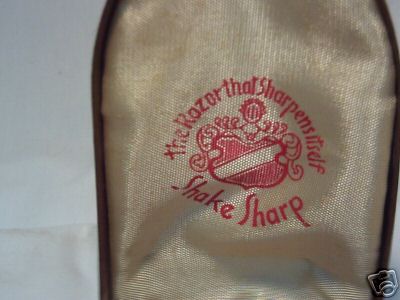 the Razor that Sharpens itself
Shake Sharp